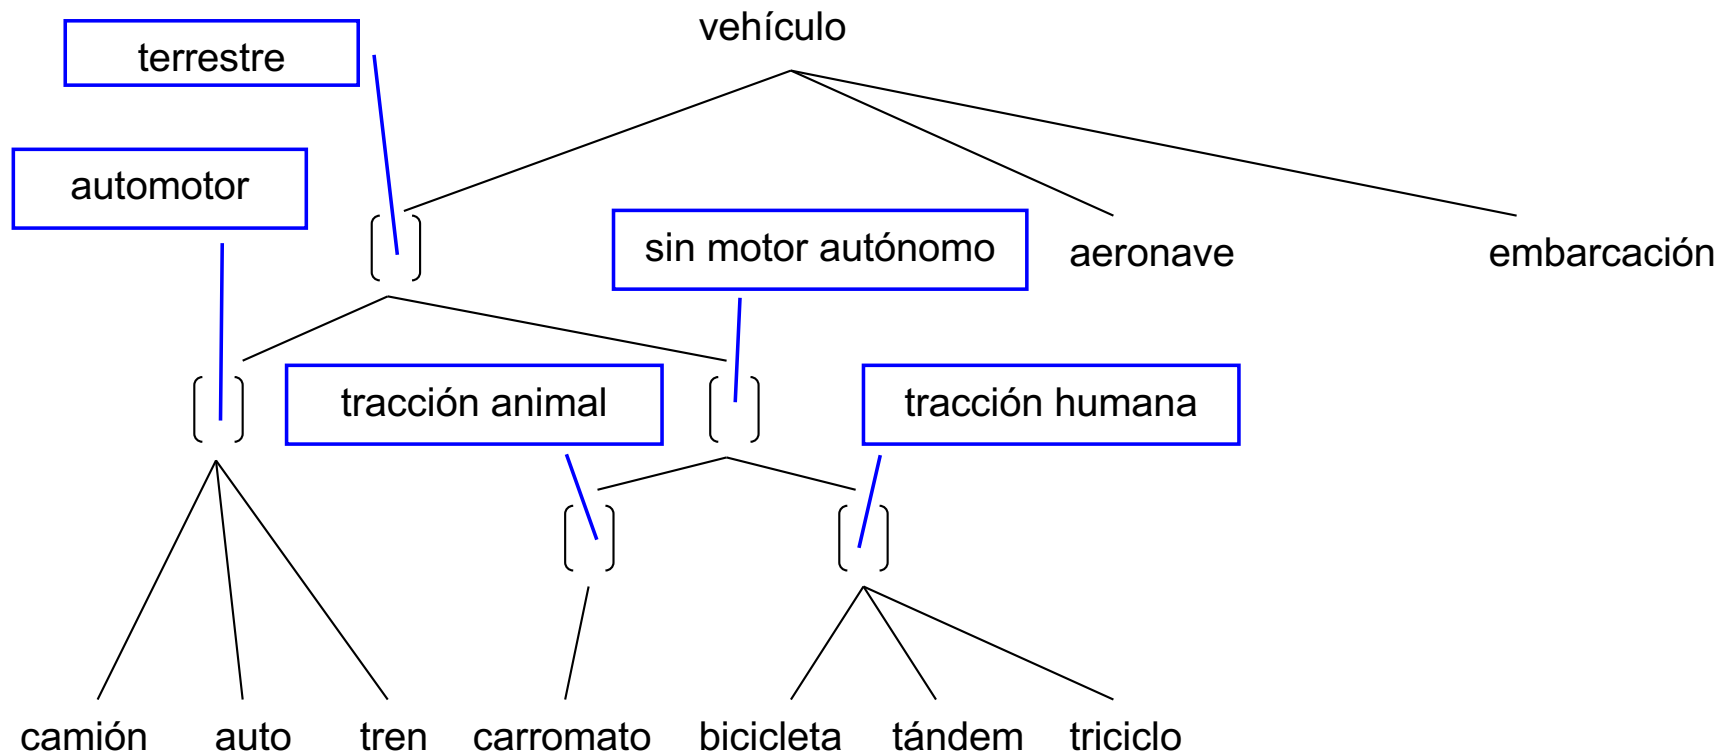 vehículo
terrestre
automotor
sin motor autónomo
aeronave
embarcación
tracción animal
tracción humana
camión
auto
tren
carromato
bicicleta
tándem
triciclo